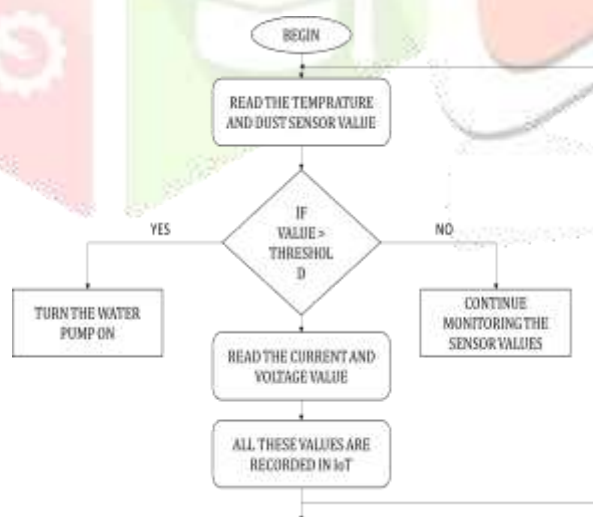 BEGIN
READ THE TEMPRATURE
AND DUST SENSOR VALUE
IF
VALUE >
THRESHOL
D
YES
NO
TURN THE WATER
PUMP ON
CONTINUE
MONITORING THE
SENSOR VALUES
READ THE CURRENT AND
VOLTAGE VALUE
ALL THESE VALUES ARE
RECORDED IN IoT